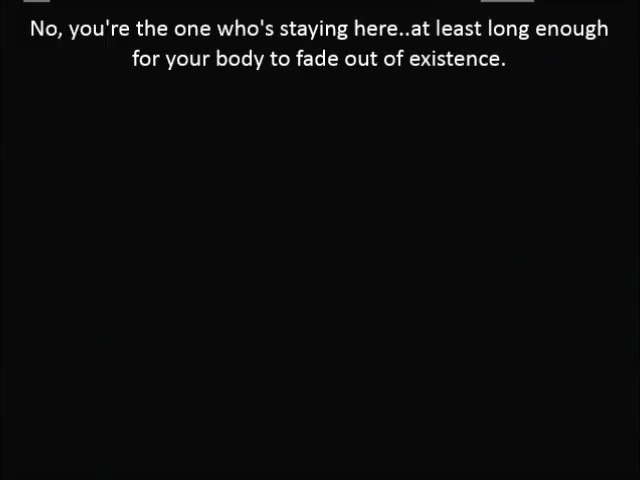 No, you're the one who's staying here..at least long enough
for your body to fade out of existence.